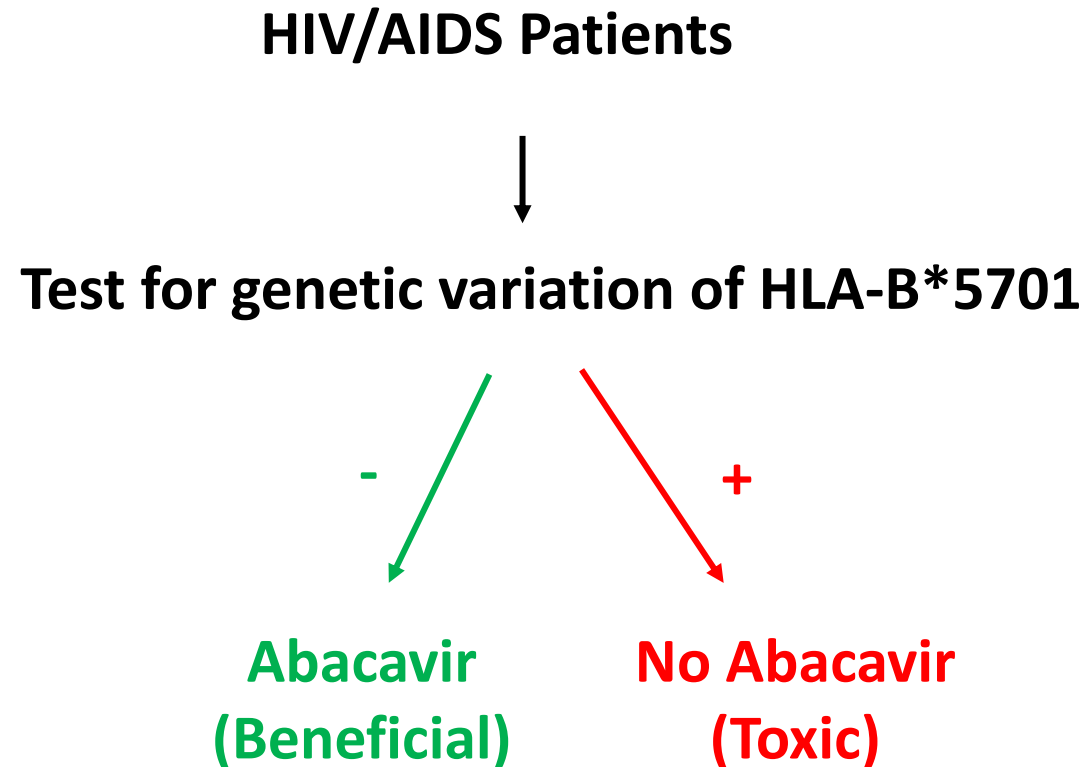 HIV/AIDS Patients
Test for genetic variation of HLA-B*5701
-
+
Abacavir
(Beneficial)
No Abacavir
(Toxic)